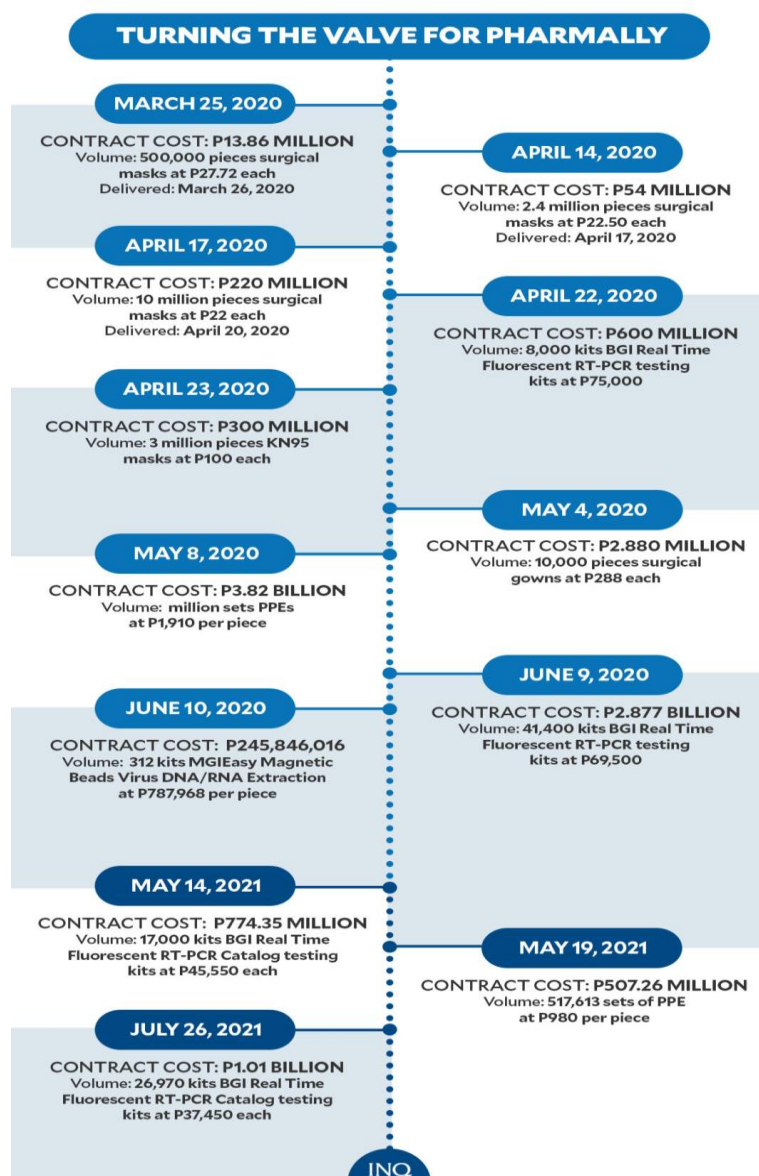 TURNING THE VALVE FOR PHARMALLY
MARCH 25, 2020
CONTRACT COST: P13.86 MILLION
Volume: 500,000 pieces surgical
masks at P27.72 each
Delivered: March 26, 2020
APRIL 14, 2020
CONTRACT COST: P54 MILLION
Volume: 2.4 million pieces surgical
masks at P22.50 each
Delivered: April 17, 2020
APRIL 17, 2020
CONTRACT COST: P220 MILLION
Volume: 10 million pieces surgical
masks at P22 each
Delivered: April 20, 2020
APRIL 22, 2020
CONTRACT COST: P600 MILLION
Volume: 8,000 kits BGI Real Time
Fluorescent RT-PCR testing
kits at P75,000
APRIL 23, 2020
CONTRACT COST: P300 MILLION
Volume: 3 million pieces KN95
masks at P100 each
MAY 4, 2020
CONTRACT COST: P2.880 MILLION
Volume: 10,000 pieces surgical
gowns at P288 each
MAY 8, 2020
CONTRACT COST: P3.82 BILLION
Volume: million sets PPEs
at P1,910 per piece
JUNE 9, 2020
CONTRACT COST: P2.877 BILLION
Volume: 41,400 kits BGI Real Time
Fluorescent RT-PCR testing
kits at P69,500
JUNE 10, 2020
CONTRACT COST: P245,846,016
Volume: 312 kits MGIEasy Magnetic
Beads Virus DNA/RNA Extraction
at P787,968 per piece
MAY 14, 2021
CONTRACT COST: P774.35 MILLION
Volume: 17,000 kits BGI Real Time
Fluorescent RT-PCR Catalog testing
kits at P45,550 each
MAY 19, 2021
CONTRACT COST: P507.26 MILLION
Volume: 517,613 sets of PPE
at P980 per piece
JULY 26, 2021
CONTRACT COST: P1.01 BILLION
Volume: 26,970 kits BGI Real Time
Fluorescent RT-PCR Catalog testing
kits at P37,450 each
INQ